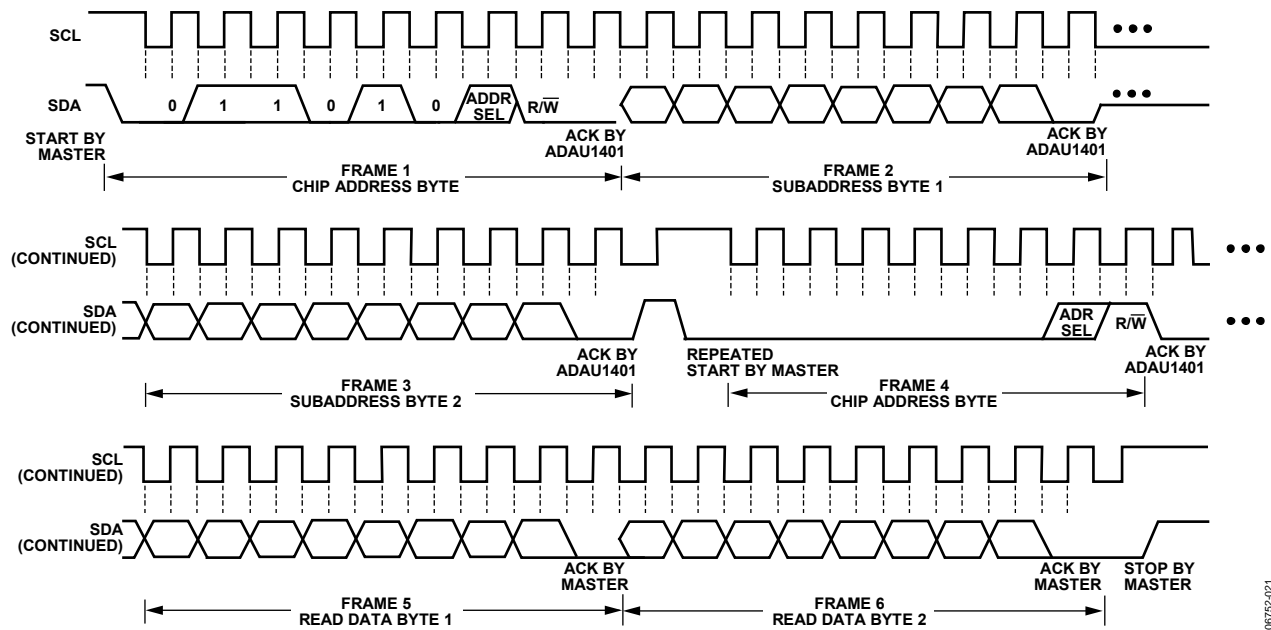 SCL
SDA
0 1 1 0 1 0 ADDR SEL R/W̅
START BY MASTER
ACK BY ADAU1401
ACK BY ADAU1401
FRAME 1
CHIP ADDRESS BYTE
FRAME 2
SUBADDRESS BYTE 1
SCL
(CONTINUED)
SDA
(CONTINUED)
ADR SEL R/W̅
ACK BY ADAU1401
REPEATED
START BY MASTER
ACK BY ADAU1401
FRAME 3
SUBADDRESS BYTE 2
FRAME 4
CHIP ADDRESS BYTE
SCL
(CONTINUED)
SDA
(CONTINUED)
ACK BY MASTER
ACK BY MASTER
STOP BY MASTER
FRAME 5
READ DATA BYTE 1
FRAME 6
READ DATA BYTE 2
06752-021